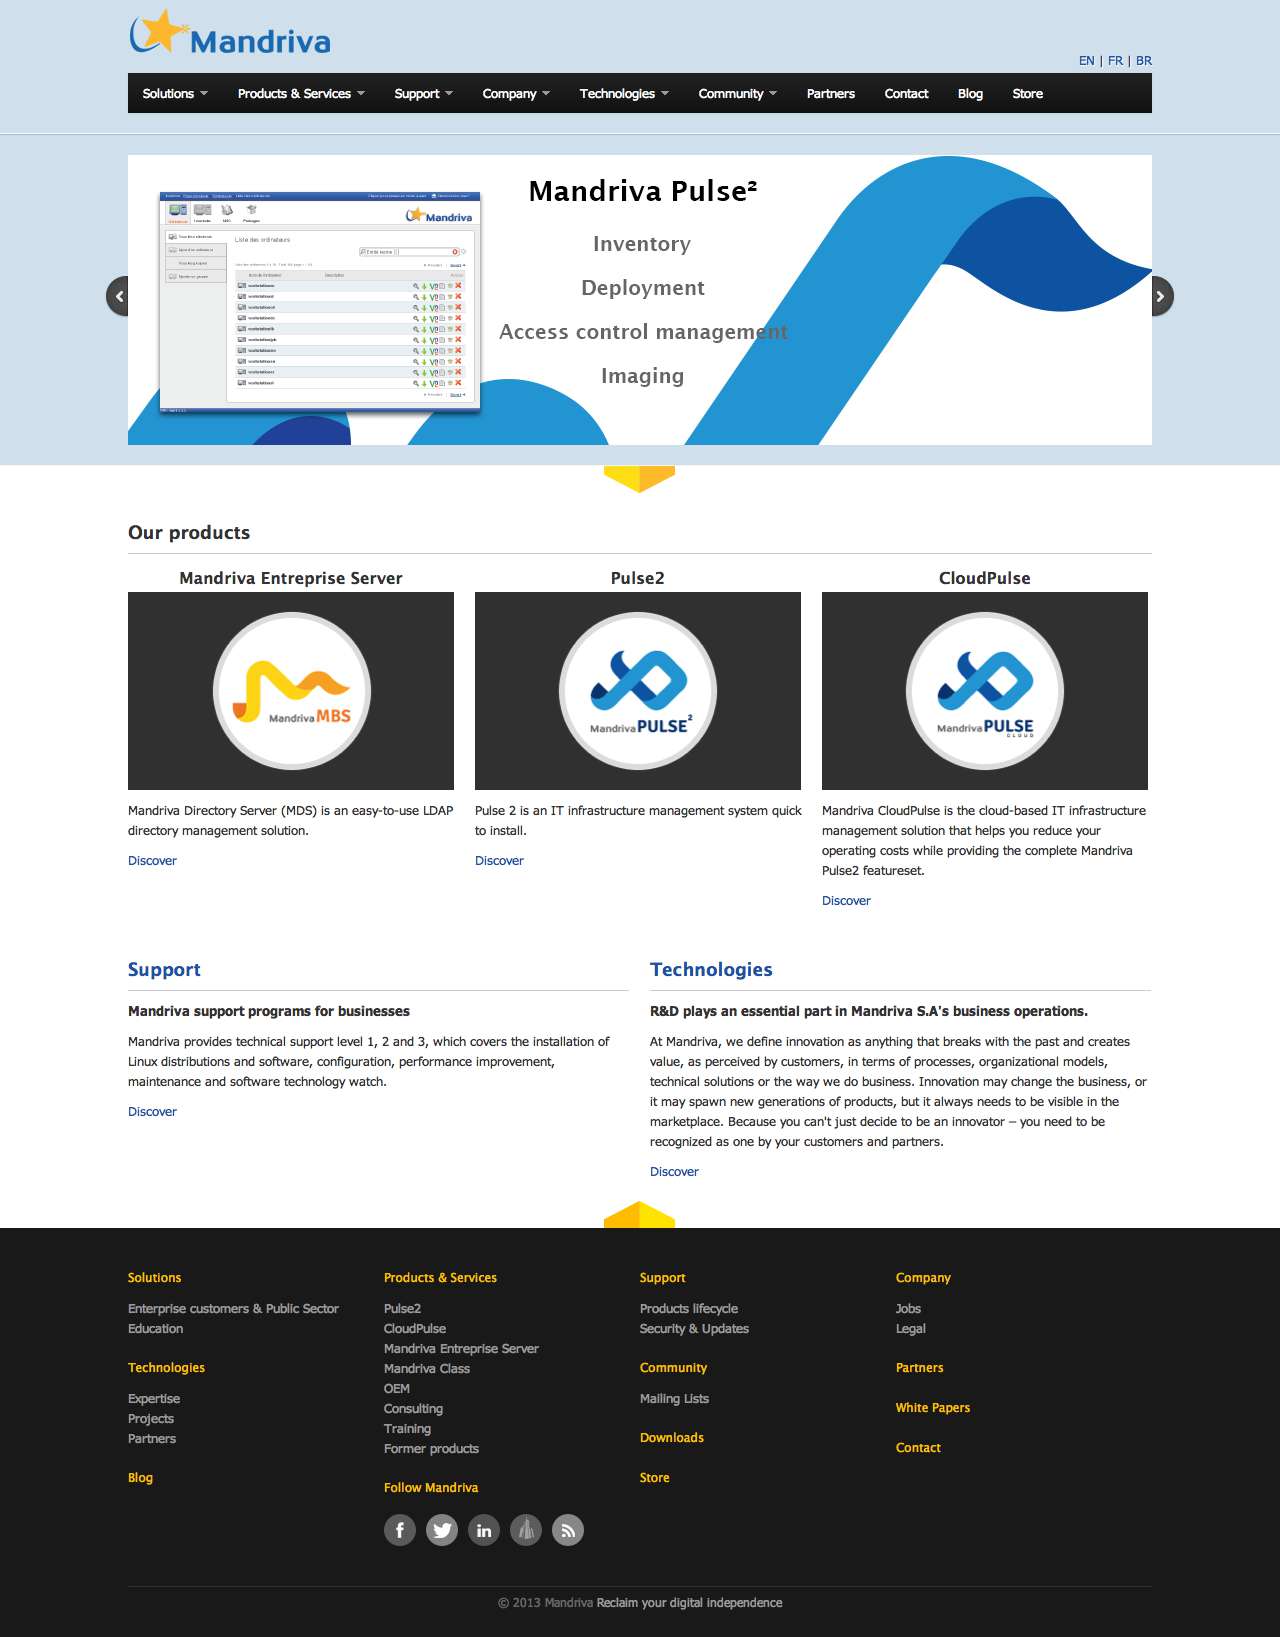 Mandriva
EN | FR | BR
Solutions Products & Services Support Company Technologies Community Partners Contact Blog Store
Mandriva Pulse²
Inventory
Deployment
Access control management
Imaging
Mandriva
Liste des ordinateurs
Our products
Mandriva Entreprise Server
Mandriva MBS
Mandriva Directory Server (MDS) is an easy-to-use LDAP
directory management solution.
Discover
Pulse2
Mandriva PULSE²
Pulse 2 is an IT infrastructure management system quick
to install.
Discover
CloudPulse
Mandriva PULSE
CLOUD
Mandriva CloudPulse is the cloud-based IT infrastructure
management solution that helps you reduce your
operating costs while providing the complete Mandriva
Pulse2 featureset.
Discover
Support
Mandriva support programs for businesses
Mandriva provides technical support level 1, 2 and 3, which covers the installation of
Linux distributions and software, configuration, performance improvement,
maintenance and software technology watch.
Discover
Technologies
R&D plays an essential part in Mandriva S.A's business operations.
At Mandriva, we define innovation as anything that breaks with the past and creates
value, as perceived by customers, in terms of processes, organizational models,
technical solutions or the way we do business. Innovation may change the business, or
it may spawn new generations of products, but it always needs to be visible in the
marketplace. Because you can't just decide to be an innovator – you need to be
recognized as one by your customers and partners.
Discover
Solutions
Enterprise customers & Public Sector
Education
Technologies
Expertise
Projects
Partners
Blog
Products & Services
Pulse2
CloudPulse
Mandriva Entreprise Server
Mandriva Class
OEM
Consulting
Training
Former products
Follow Mandriva
Support
Products lifecycle
Security & Updates
Community
Mailing Lists
Downloads
Store
Company
Jobs
Legal
Partners
White Papers
Contact
© 2013 Mandriva Reclaim your digital independence